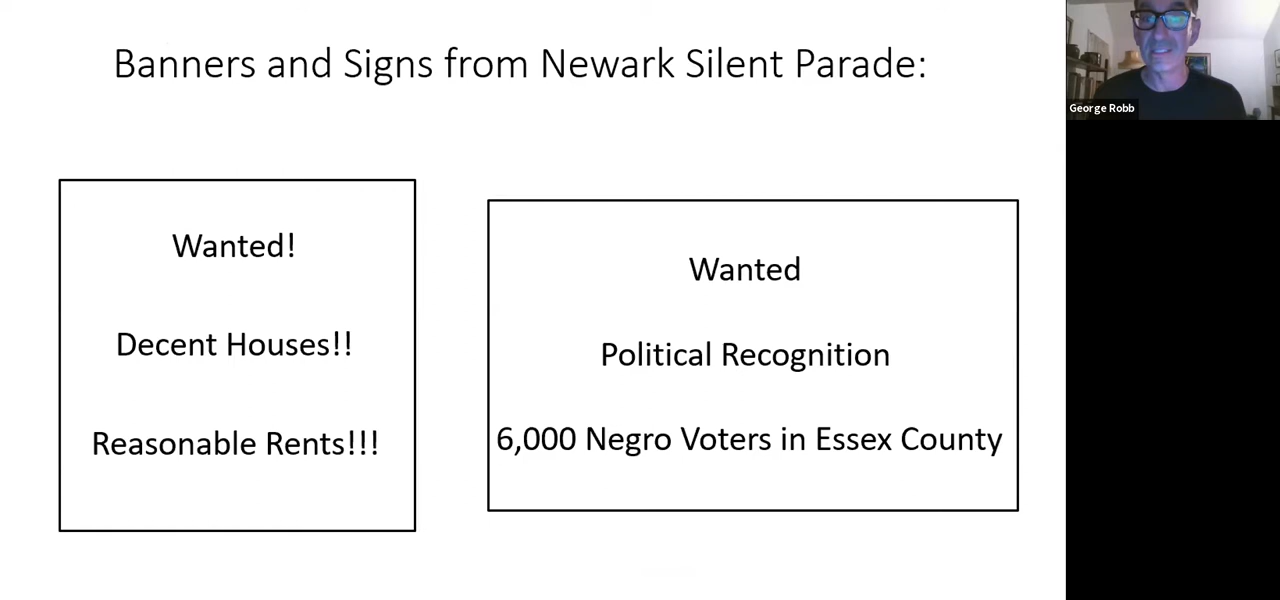 Banners and Signs from Newark Silent Parade:
Wanted!
Decent Houses!!
Reasonable Rents!!!
Wanted
Political Recognition
6,000 Negro Voters in Essex County
George Robb